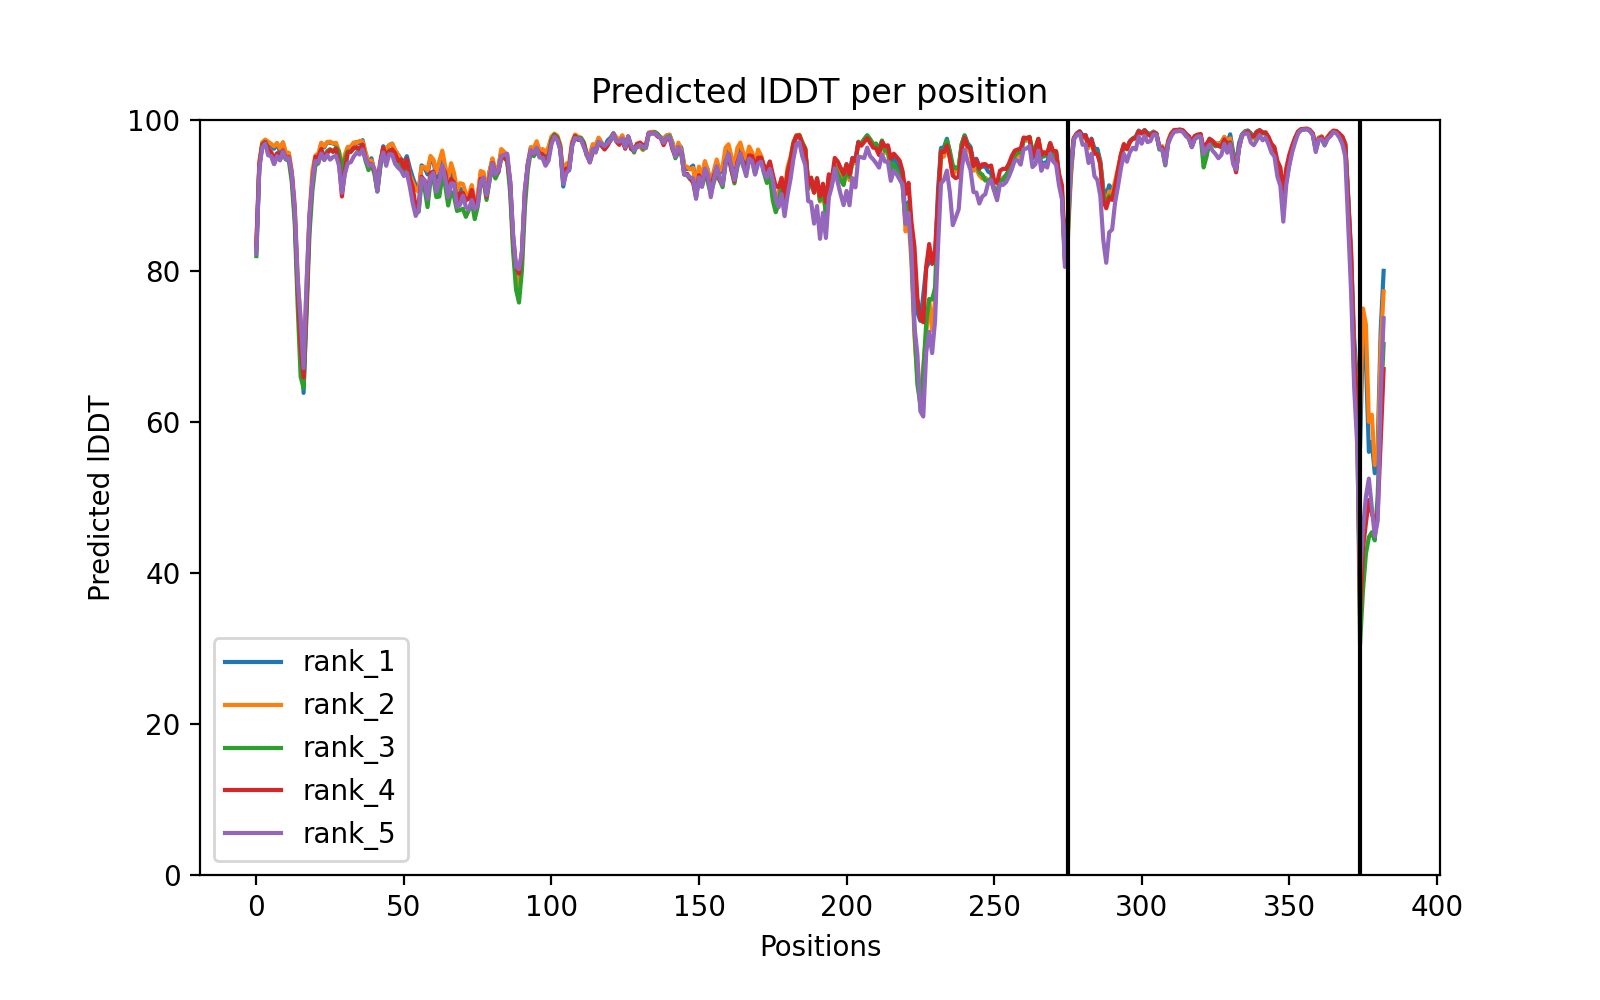 Predicted lDDT per position
100
80
60
40
20
0
Predicted lDDT
rank_1
rank_2
rank_3
rank_4
rank_5
0 50 100 150 200 250 300 350 400
Positions